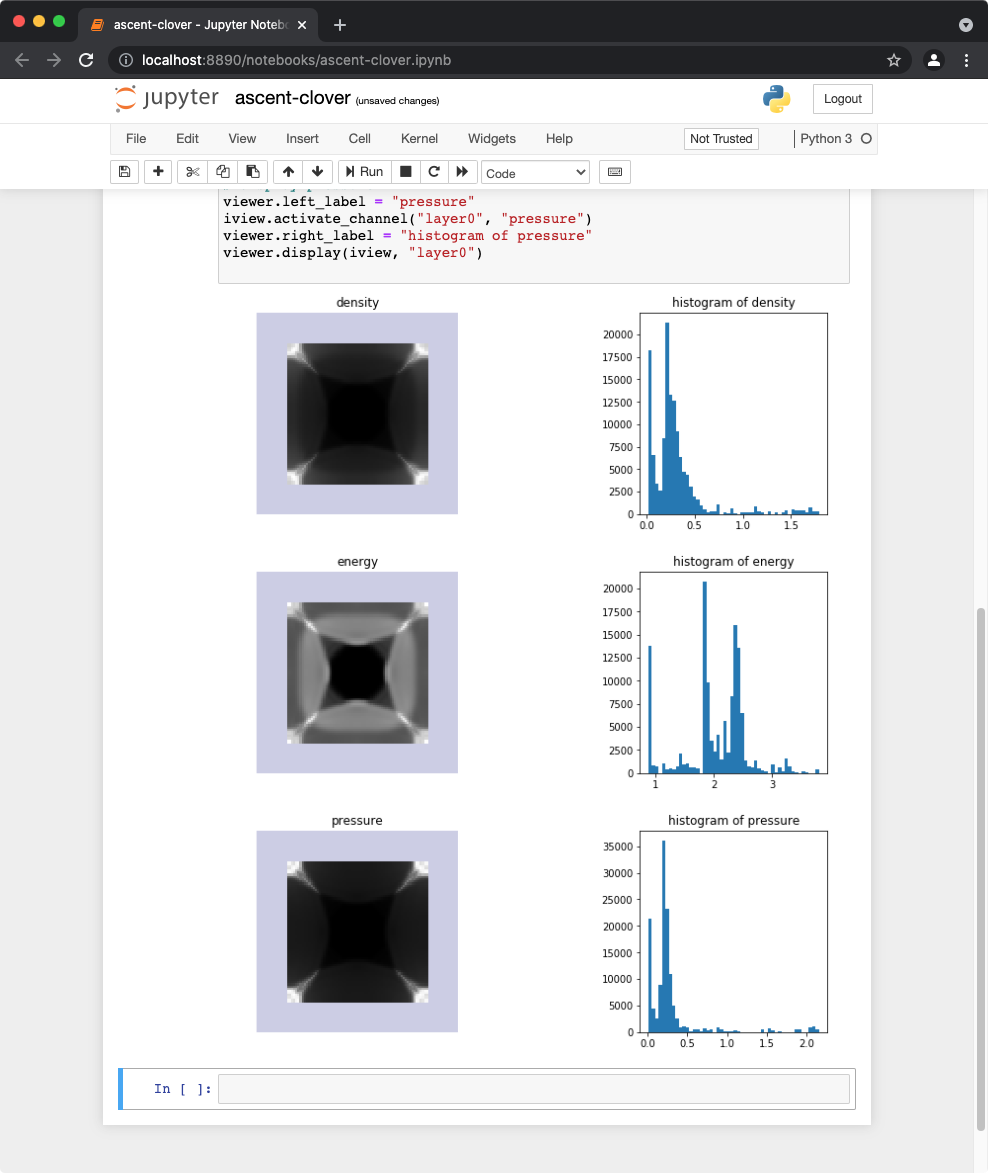 ascent-clover - Jupyter Noteb
localhost:8890/notebooks/ascent-clover.ipynb
jupyter ascent-clover (unsaved changes)
Logout
File Edit View Insert Cell Kernel Widgets Help Not Trusted Python 3
Run Code
viewer.left_label = "pressure"
iview.activate_channel("layer0", "pressure")
viewer.right_label = "histogram of pressure"
viewer.display(iview, "layer0")
density
histogram of density
20000
17500
15000
12500
10000
7500
5000
2500
0
0.0 0.5 1.0 1.5
energy
histogram of energy
20000
17500
15000
12500
10000
7500
5000
2500
0
1 2 3
pressure
histogram of pressure
35000
30000
25000
20000
15000
10000
5000
0
0.0 0.5 1.0 1.5 2.0
In [ ]: